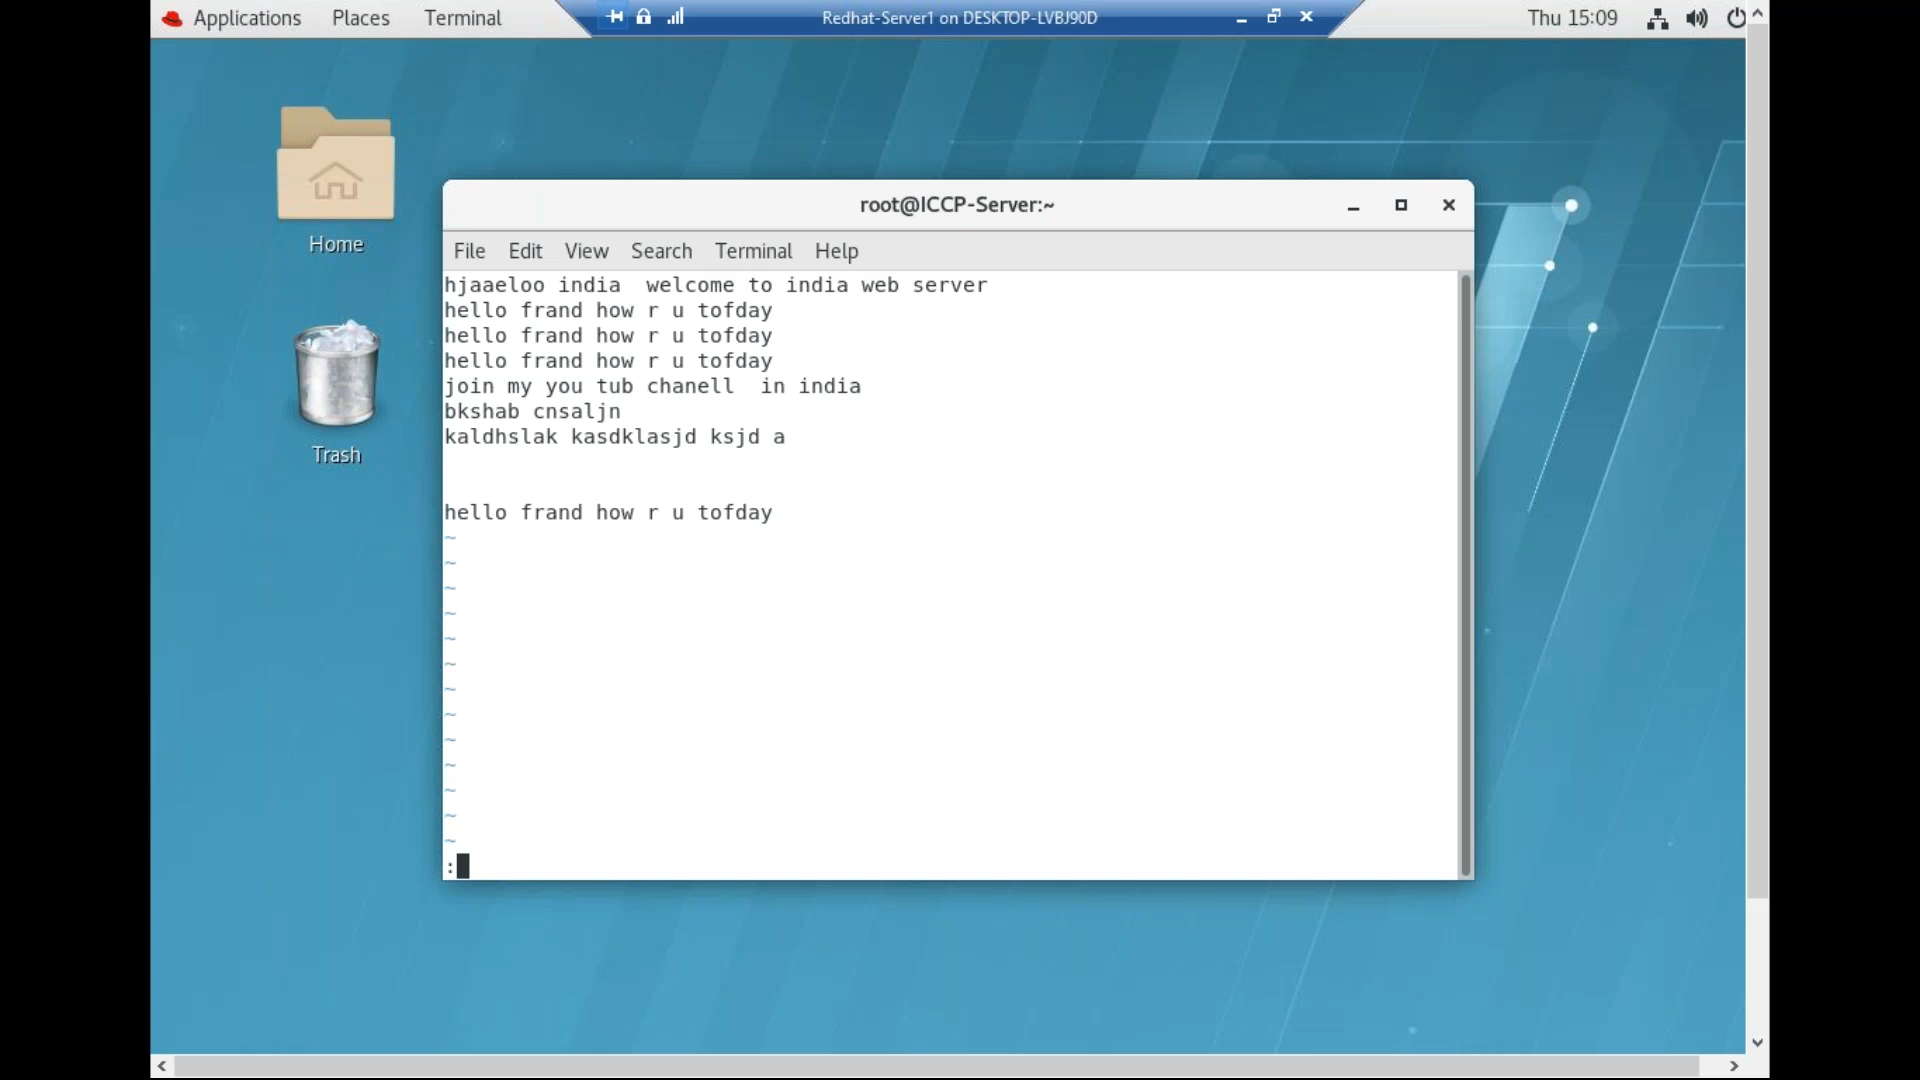 Applications Places Terminal
Redhat-Server1 on DESKTOP-LVBJ90D
Thu 15:09
Home
Trash
root@ICCP-Server:~
File Edit View Search Terminal Help
hjaaeloo india  welcome to india web server
hello frand how r u tofday
hello frand how r u tofday
hello frand how r u tofday
join my you tub chanell  in india
bkshab cnsaljn
kaldhslak kasdklasjd ksjd a
hello frand how r u tofday
~
~
~
~
~
~
~
~
~
~
~
~
~
: